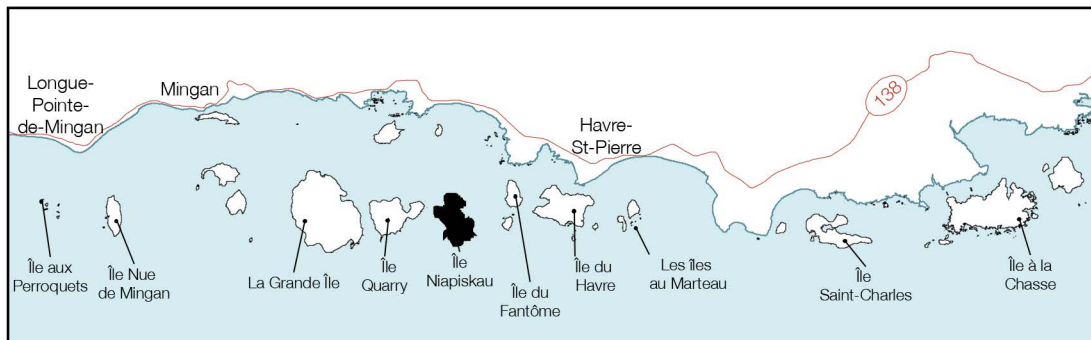 Longue-
Pointe-
de-Mingan
Mingan
Havre-
St-Pierre
138
Île aux
Perroquets
Île Nue
de Mingan
La Grande Île
Île
Quarry
Île
Niapiskau
Île du
Fantôme
Île du
Havre
Les îles
au Marteau
Île
Saint-Charles
Île à la
Chasse